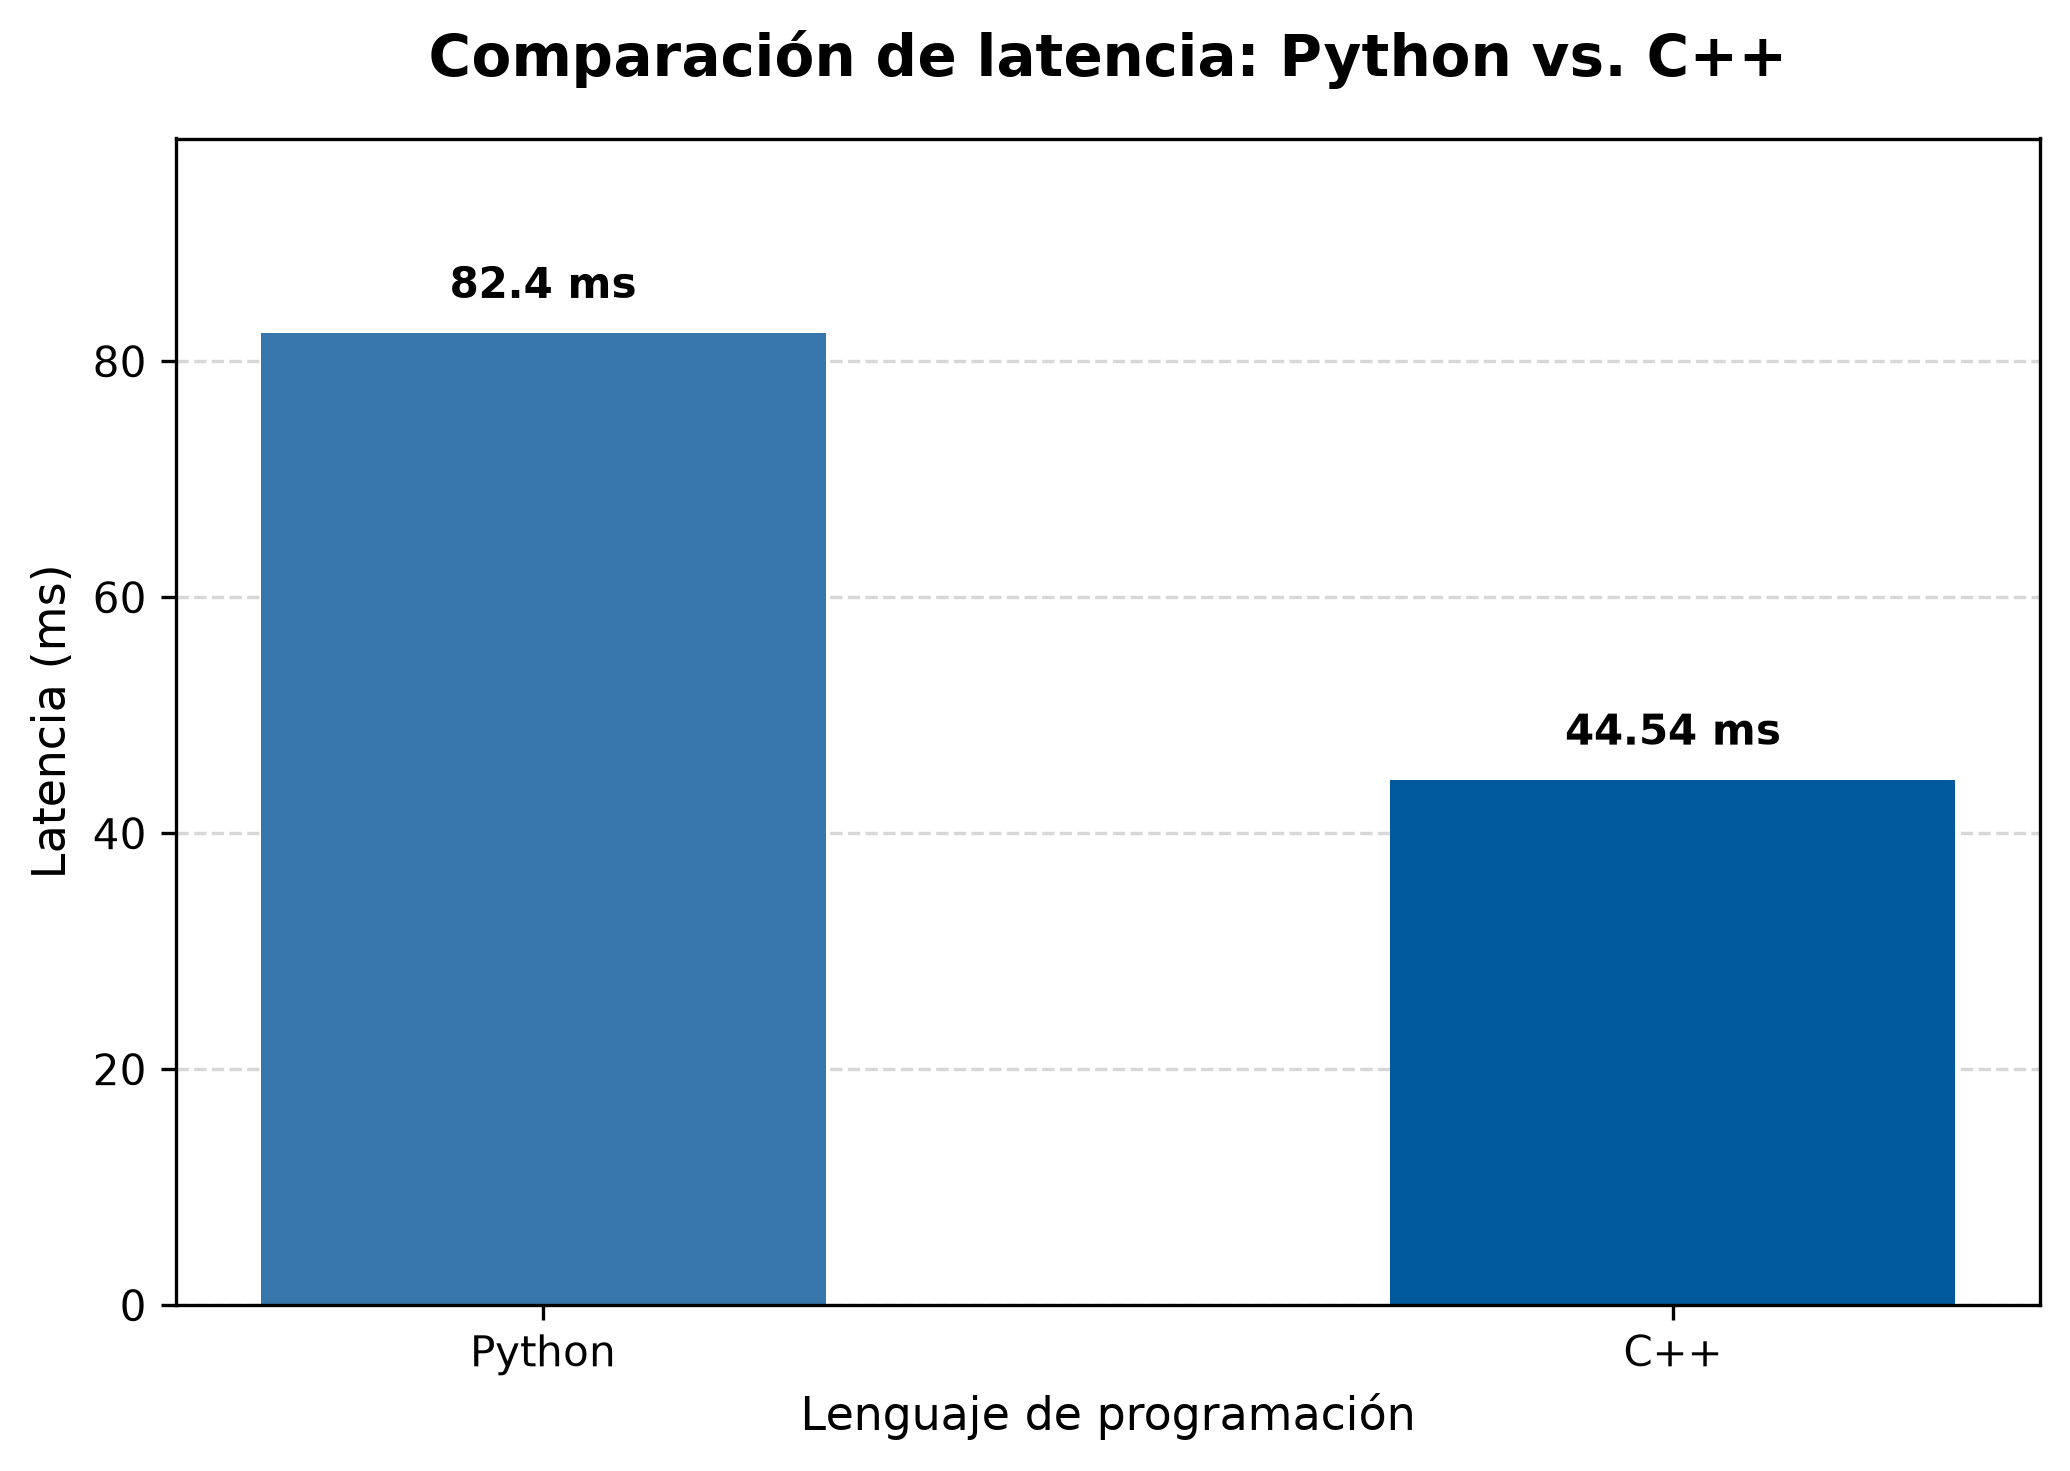 Comparación de latencia: Python vs. C++
82.4 ms
44.54 ms
Latencia (ms)
80
60
40
20
0
Python
C++
Lenguaje de programación